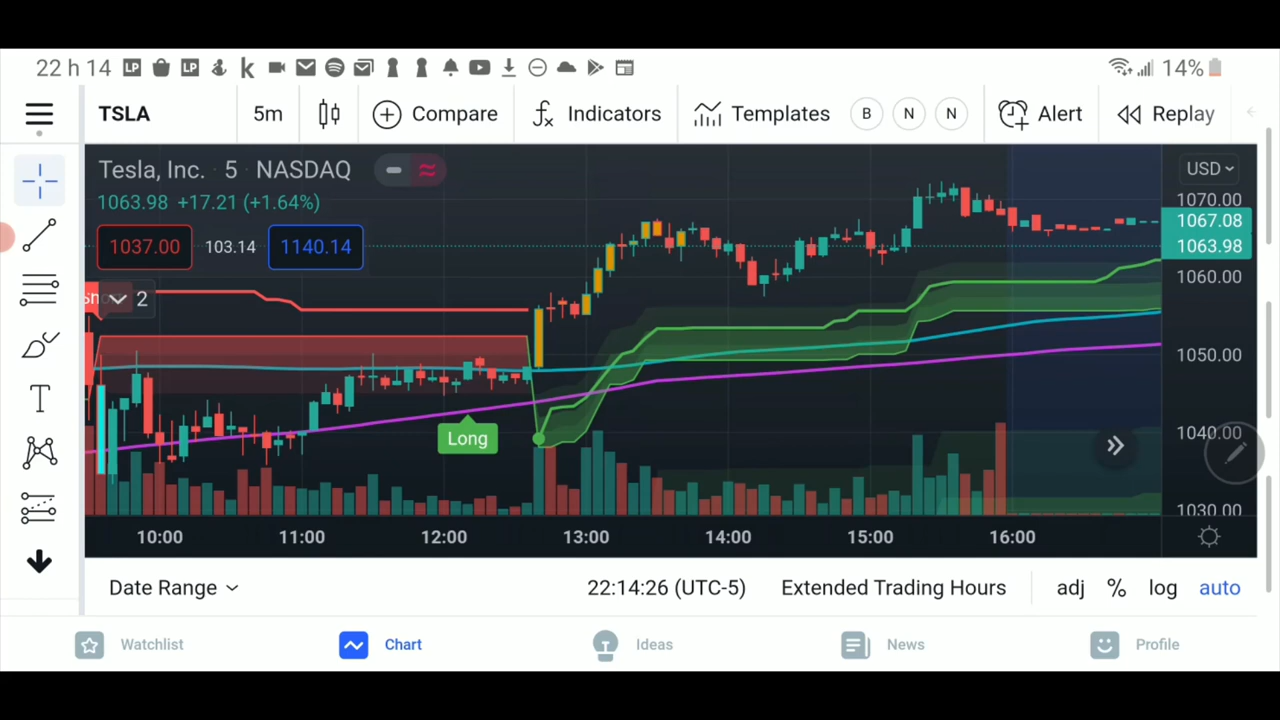 22 h 14 LP LP k 14%
TSLA 5m Compare Indicators Templates B N N Alert Replay
Tesla, Inc. · 5 · NASDAQ USD
1063.98 +17.21 (+1.64%)
1037.00 103.14 1140.14
2
Long
1070.00
1067.08
1063.98
1060.00
1050.00
1040.00
1030.00
10:00 11:00 12:00 13:00 14:00 15:00 16:00
Date Range 22:14:26 (UTC-5) Extended Trading Hours adj % log auto
Watchlist Chart Ideas News Profile